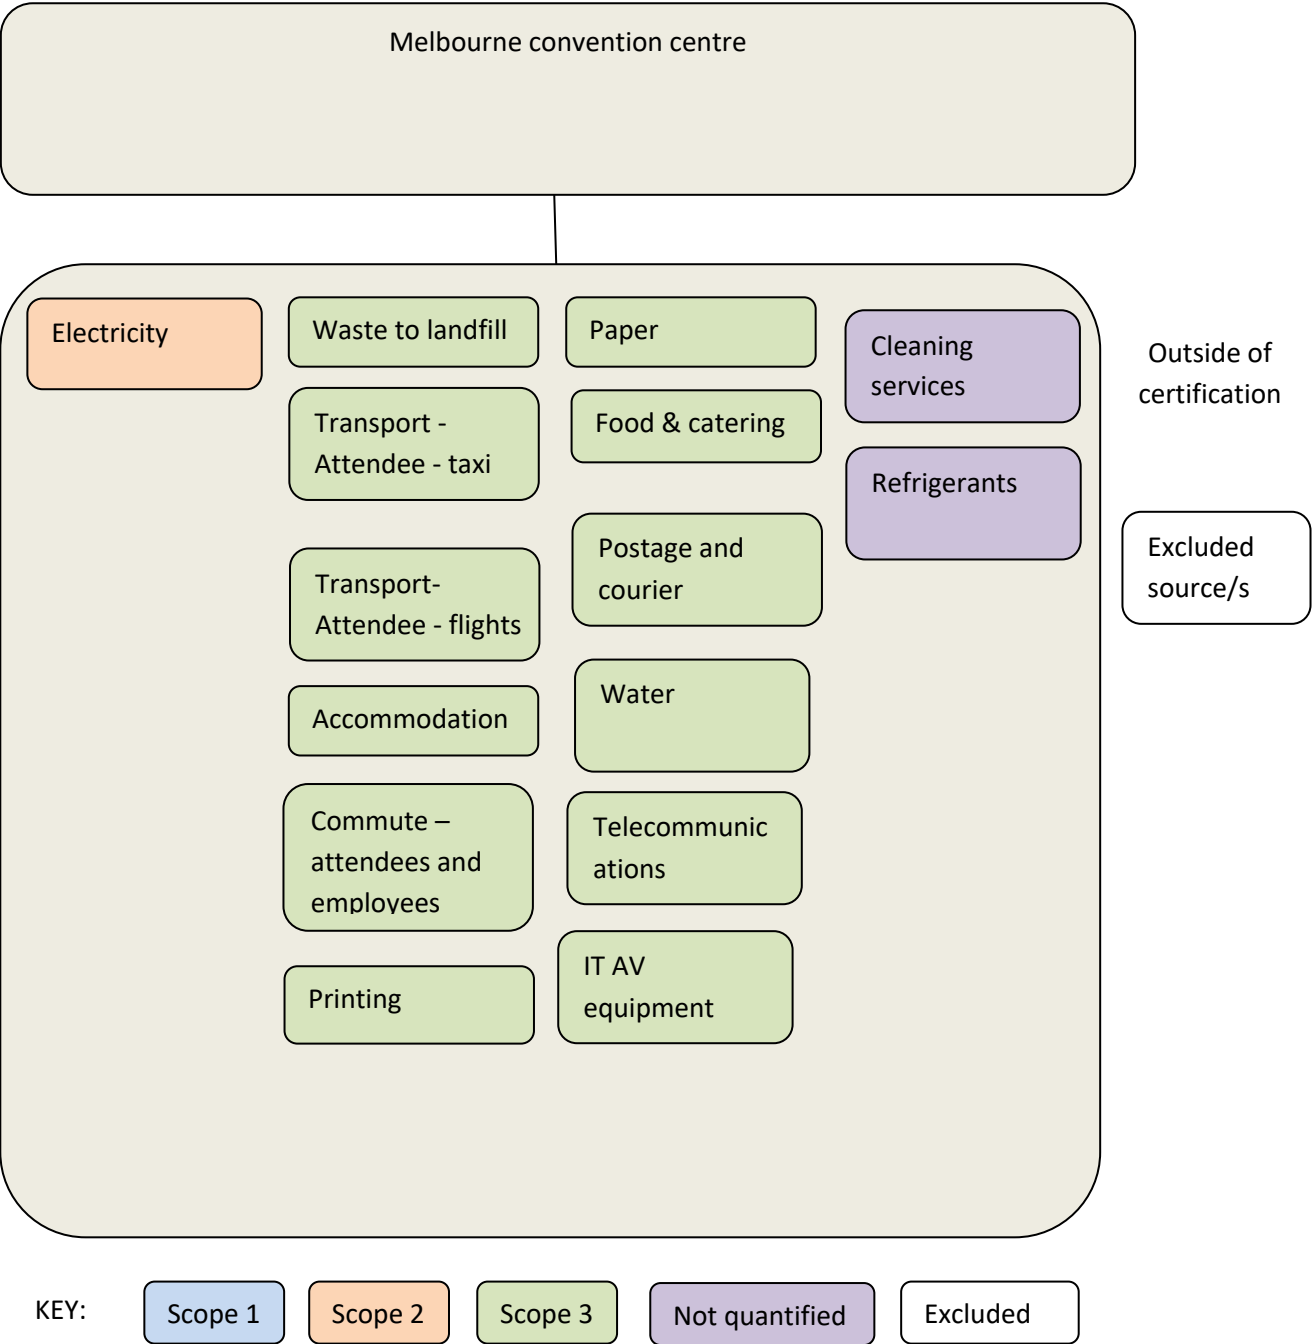 Melbourne convention centre
Electricity
Waste to landfill
Transport -
Attendee - taxi
Transport-
Attendee - flights
Accommodation
Commute –
attendees and
employees
Printing
Paper
Food & catering
Postage and
courier
Water
Telecommunic
ations
IT AV
equipment
Cleaning
services
Refrigerants
Outside of
certification
Excluded
source/s
KEY:
Scope 1
Scope 2
Scope 3
Not quantified
Excluded